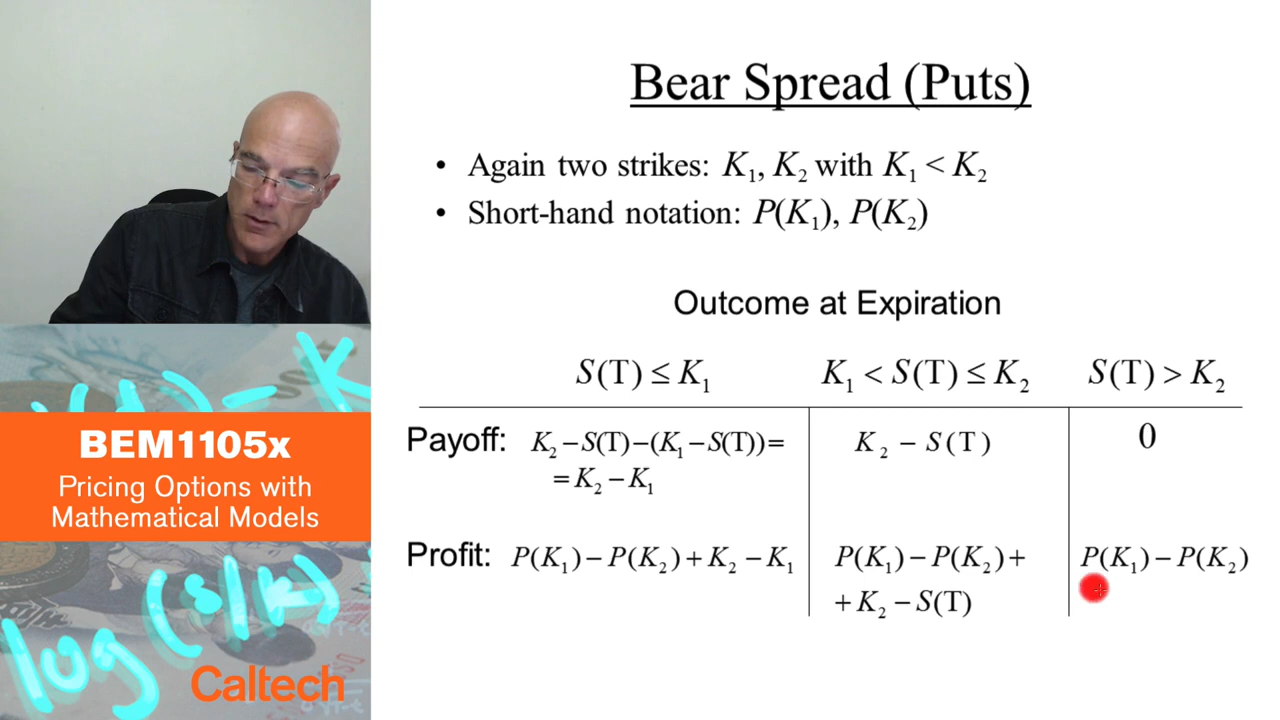 Bear Spread (Puts)
• Again two strikes: K₁, K₂ with K₁ < K₂
• Short-hand notation: P(K₁), P(K₂)
Outcome at Expiration
S(T) ≤ K₁ K₁ < S(T) ≤ K₂ S(T) > K₂
Payoff: K₂ – S(T) – (K₁ – S(T)) = K₂ – S(T) 0
= K₂ – K₁
Profit: P(K₁) – P(K₂) + K₂ – K₁ P(K₁) – P(K₂) + P(K₁) – P(K₂)
+ K₂ – S(T)
– K
BEM1105x
Pricing Options with
Mathematical Models
log (s/k)
Caltech